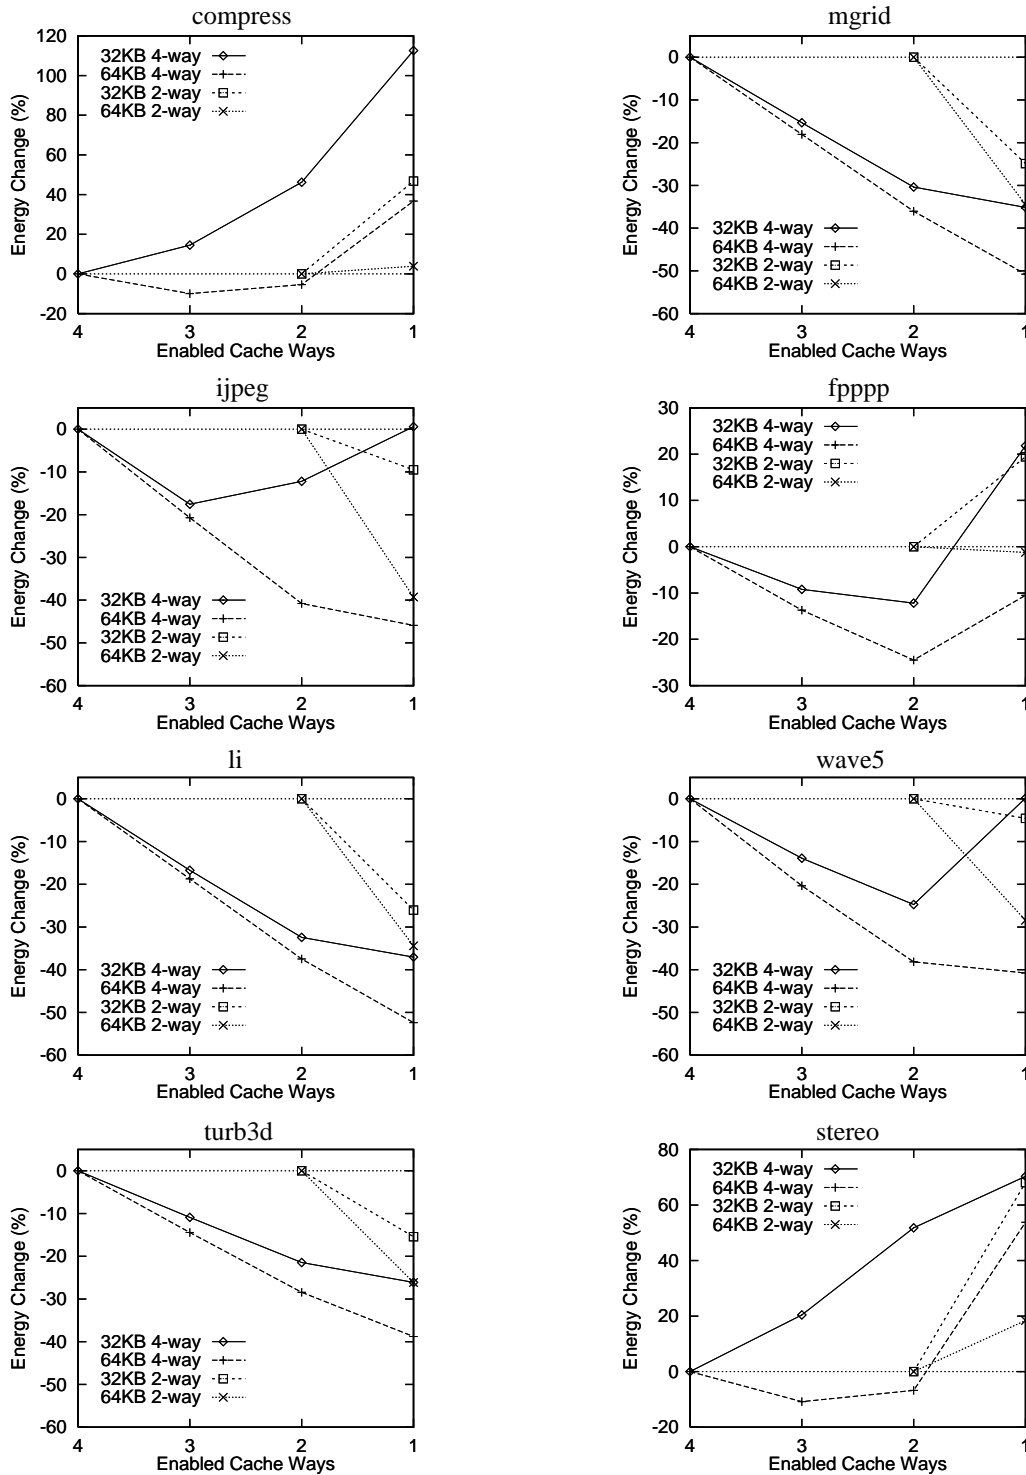 compress
120
100
80
60
40
20
0
-20
Energy Change (%)
32KB 4-way
64KB 4-way
32KB 2-way
64KB 2-way
4 3 2 1
Enabled Cache Ways
mgrid
0
-10
-20
-30
-40
-50
-60
Energy Change (%)
32KB 4-way
64KB 4-way
32KB 2-way
64KB 2-way
4 3 2 1
Enabled Cache Ways
ijpeg
0
-10
-20
-30
-40
-50
-60
Energy Change (%)
32KB 4-way
64KB 4-way
32KB 2-way
64KB 2-way
4 3 2 1
Enabled Cache Ways
fpppp
30
20
10
0
-10
-20
-30
Energy Change (%)
32KB 4-way
64KB 4-way
32KB 2-way
64KB 2-way
4 3 2 1
Enabled Cache Ways
li
0
-10
-20
-30
-40
-50
-60
Energy Change (%)
32KB 4-way
64KB 4-way
32KB 2-way
64KB 2-way
4 3 2 1
Enabled Cache Ways
wave5
0
-10
-20
-30
-40
-50
-60
Energy Change (%)
32KB 4-way
64KB 4-way
32KB 2-way
64KB 2-way
4 3 2 1
Enabled Cache Ways
turb3d
0
-10
-20
-30
-40
-50
-60
Energy Change (%)
32KB 4-way
64KB 4-way
32KB 2-way
64KB 2-way
4 3 2 1
Enabled Cache Ways
stereo
80
60
40
20
0
-20
Energy Change (%)
32KB 4-way
64KB 4-way
32KB 2-way
64KB 2-way
4 3 2 1
Enabled Cache Ways